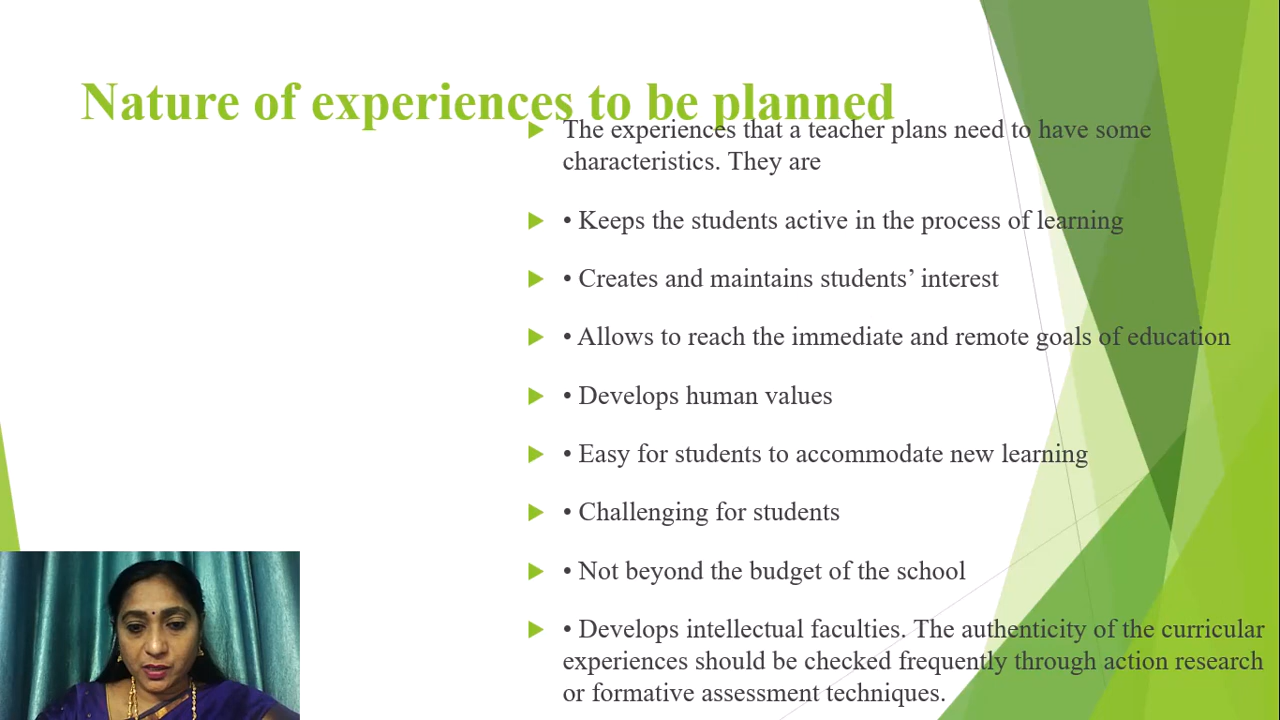 Nature of experiences to be planned
The experiences that a teacher plans need to have some
characteristics. They are
• Keeps the students active in the process of learning
• Creates and maintains students’ interest
• Allows to reach the immediate and remote goals of education
• Develops human values
• Easy for students to accommodate new learning
• Challenging for students
• Not beyond the budget of the school
• Develops intellectual faculties. The authenticity of the curricular
experiences should be checked frequently through action research
or formative assessment techniques.